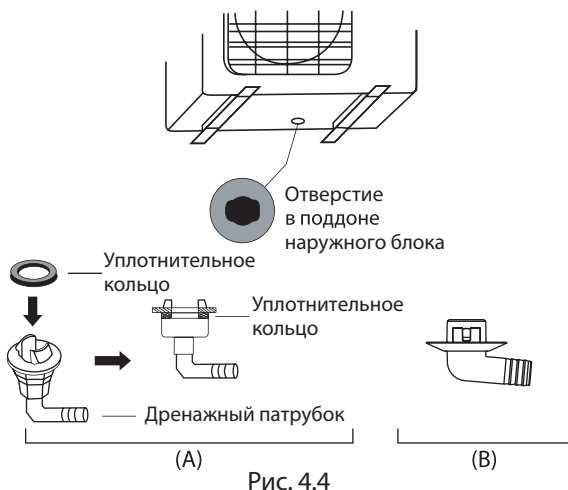 Отверстие
в поддоне
наружного блока
Уплотнительное
кольцо
Уплотнительное
кольцо
Дренажный патрубок
(A)
(B)
Рис. 4.4